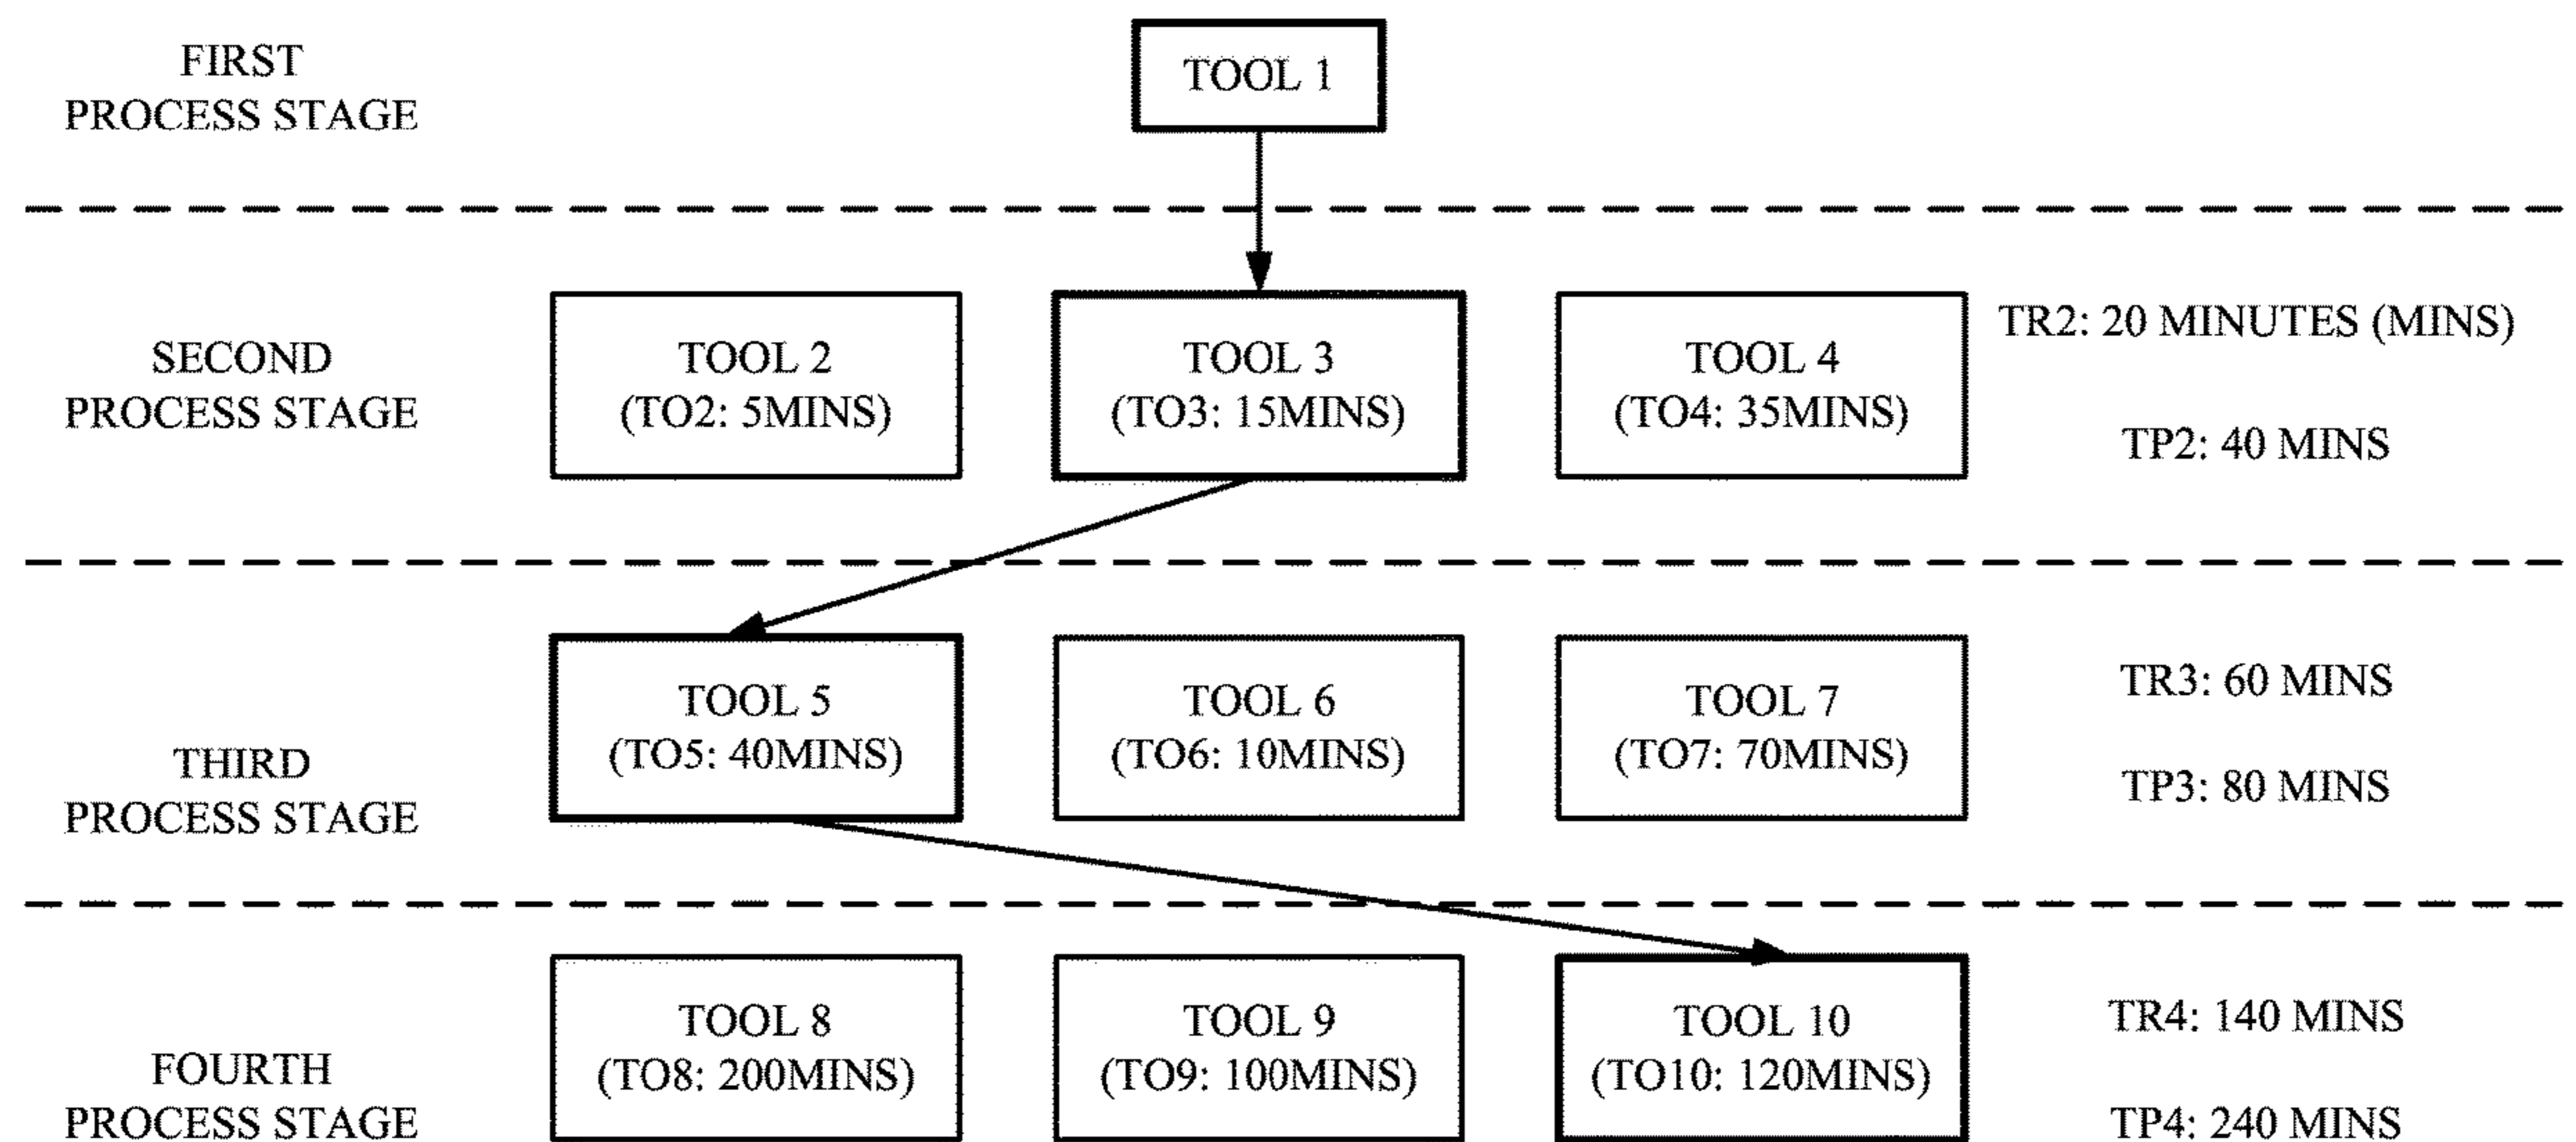 FIRST
PROCESS STAGE
TOOL 1
SECOND
PROCESS STAGE
TOOL 2
(TO2: 5MINS)
TOOL 3
(TO3: 15MINS)
TOOL 4
(TO4: 35MINS)
TR2: 20 MINUTES (MINS)
TP2: 40 MINS
THIRD
PROCESS STAGE
TOOL 5
(TO5: 40MINS)
TOOL 6
(TO6: 10MINS)
TOOL 7
(TO7: 70MINS)
TR3: 60 MINS
TP3: 80 MINS
FOURTH
PROCESS STAGE
TOOL 8
(TO8: 200MINS)
TOOL 9
(TO9: 100MINS)
TOOL 10
(TO10: 120MINS)
TR4: 140 MINS
TP4: 240 MINS